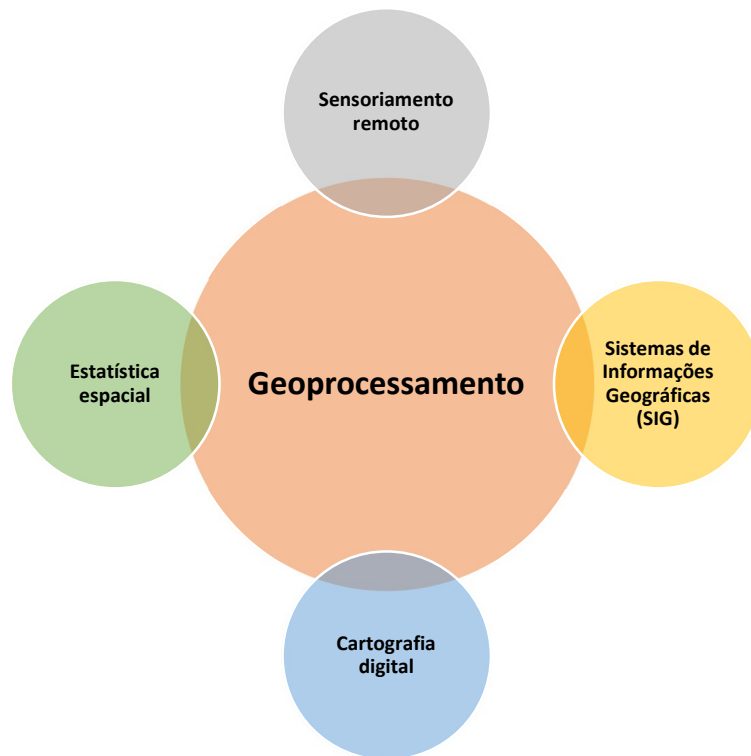 Sensoriamento
remoto
Estatística
espacial
Geoprocessamento
Sistemas de
Informações
Geográficas
(SIG)
Cartografia
digital